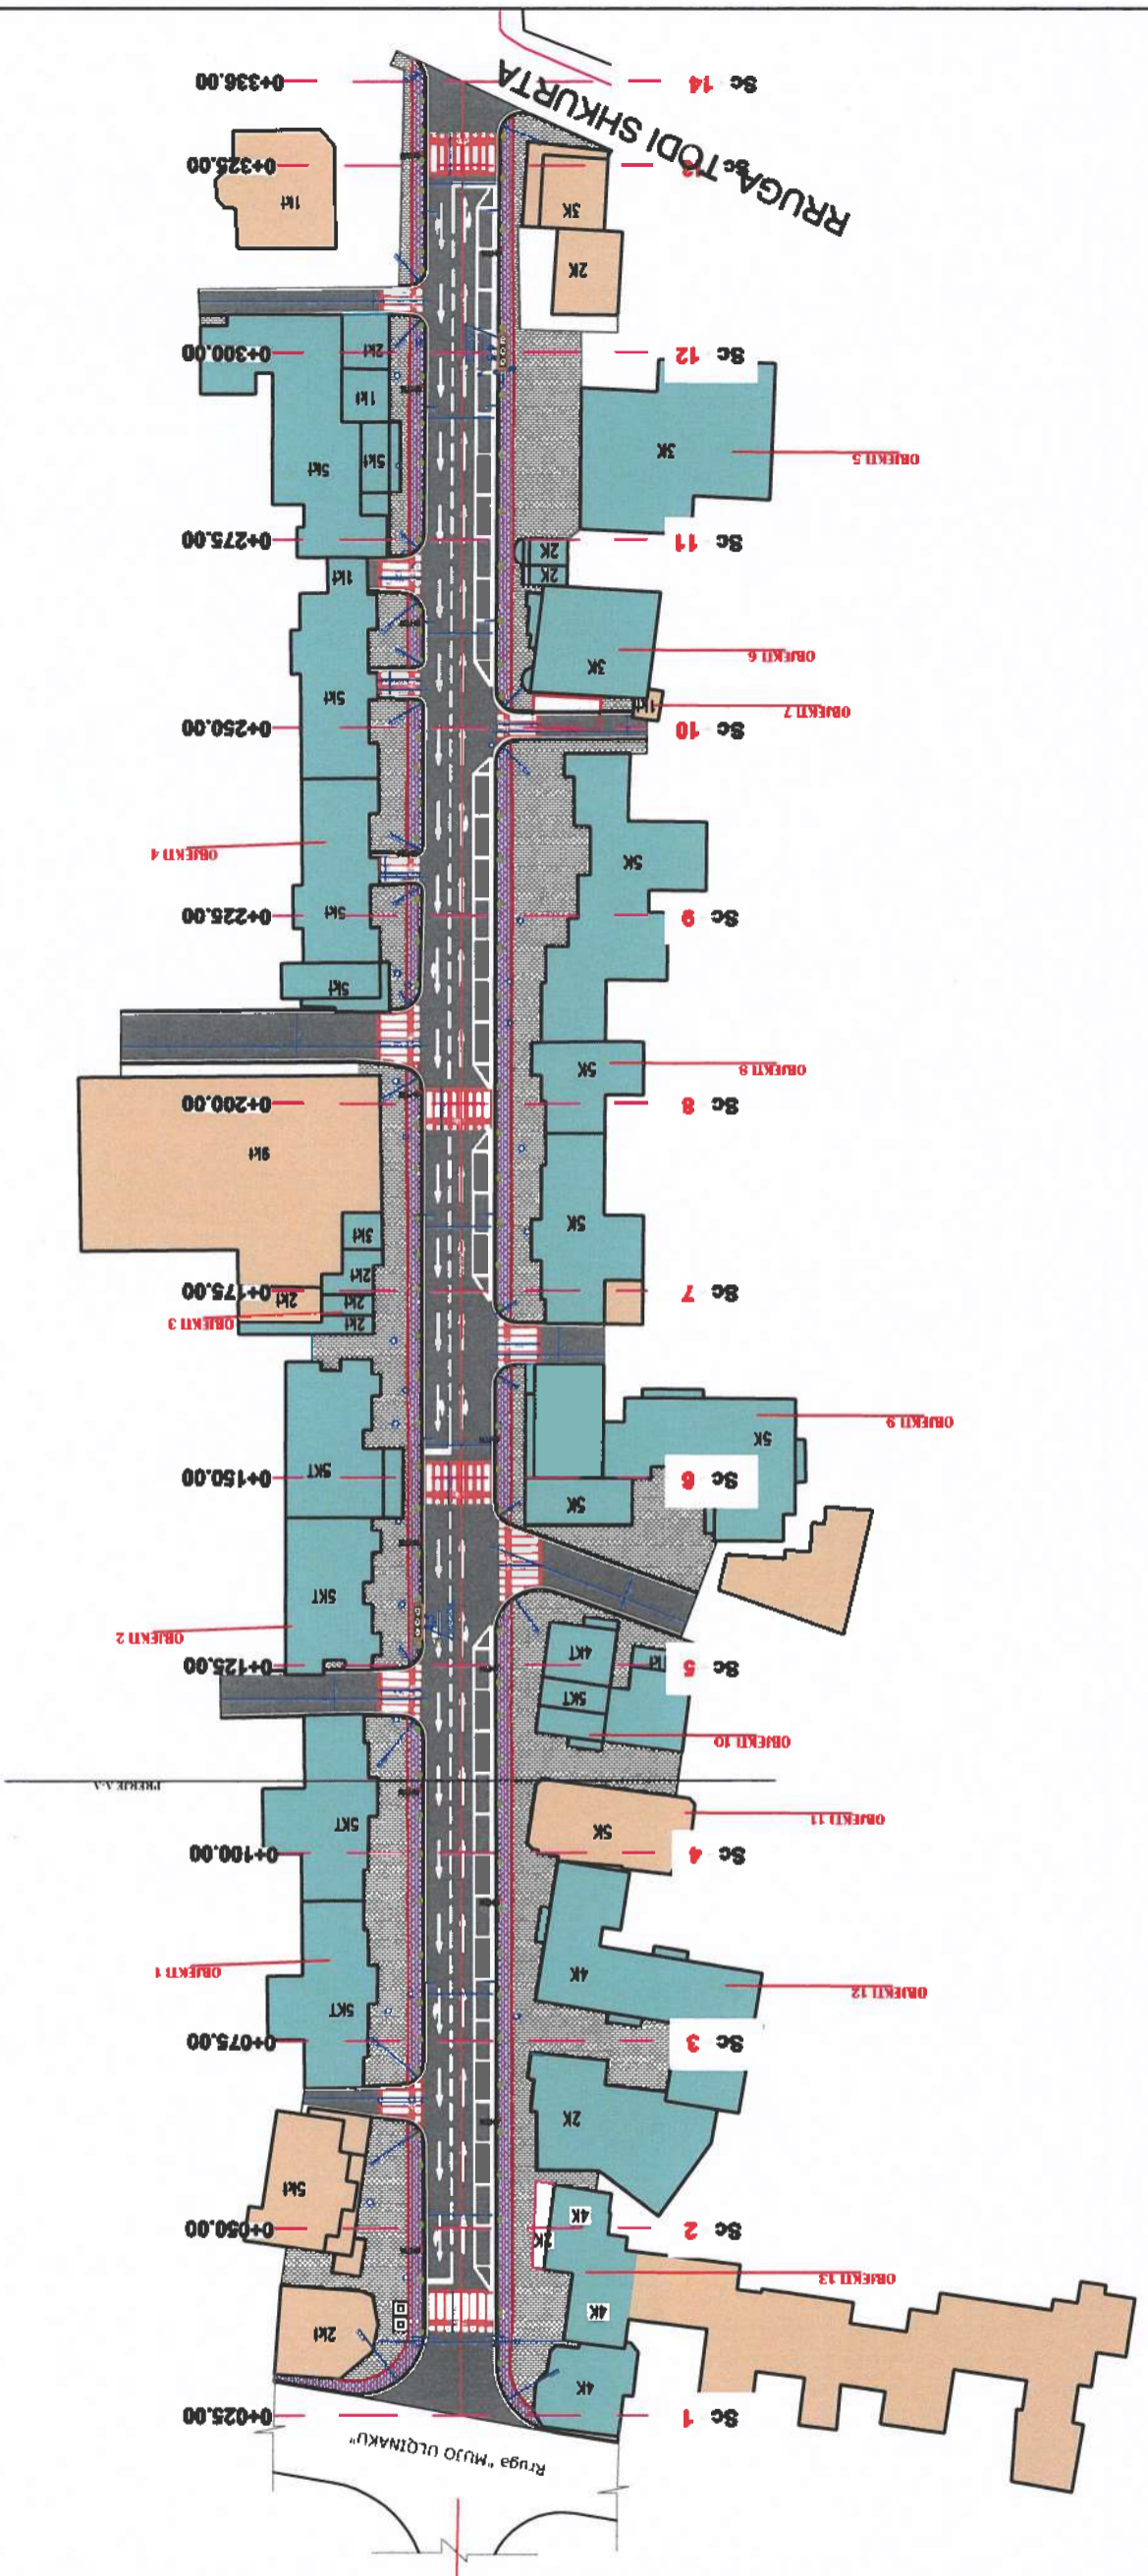 Rruga "MUJO ULQINAKU"
Sc 1
0+025.00
4K
2kt
4K
OBJEKTI 13
Sc 2
4K
2K
0+050.00
5kt
2K
Sc 3
0+075.00
5KT
OBJEKTI 12
4K
OBJEKTI 1
Sc 4
0+100.00
5K
OBJEKTI 11
5KT
PRERJE A-A
OBJEKTI 10
5KT
4KT
Sc 5
0+125.00
OBJEKTI 2
5KT
5K
Sc 6
0+150.00
5KT
5K
OBJEKTI 9
OBJEKTI 3
2kt
2kt
2kt
2kt
Sc 7
0+175.00
3kt
5K
9kt
Sc 8
0+200.00
OBJEKTI 8
5K
5kt
Sc 9
0+225.00
5kt
5K
OBJEKTI 4
Sc 10
0+250.00
OBJEKTI 7
1kt
5kt
OBJEKTI 6
3K
1kt
2K
2K
Sc 11
0+275.00
OBJEKTI 5
3K
5kt
5kt
1kt
2kt
Sc 12
0+300.00
2K
3K
1kt
Sc 13
0+325.00
RRUGA TODI SHKURTA
Sc 14
0+336.00